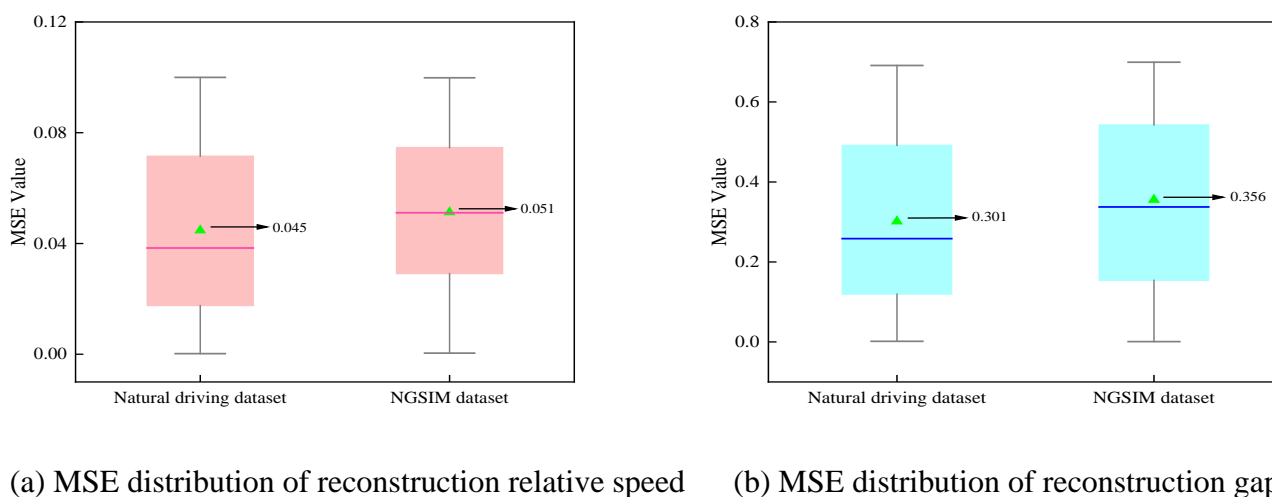 0.12
0.08
0.04
0.00
MSE Value
0.045
0.051
Natural driving dataset
NGSIM dataset
(a) MSE distribution of reconstruction relative speed
0.8
0.6
0.4
0.2
0.0
MSE Value
0.301
0.356
Natural driving dataset
NGSIM dataset
(b) MSE distribution of reconstruction gap